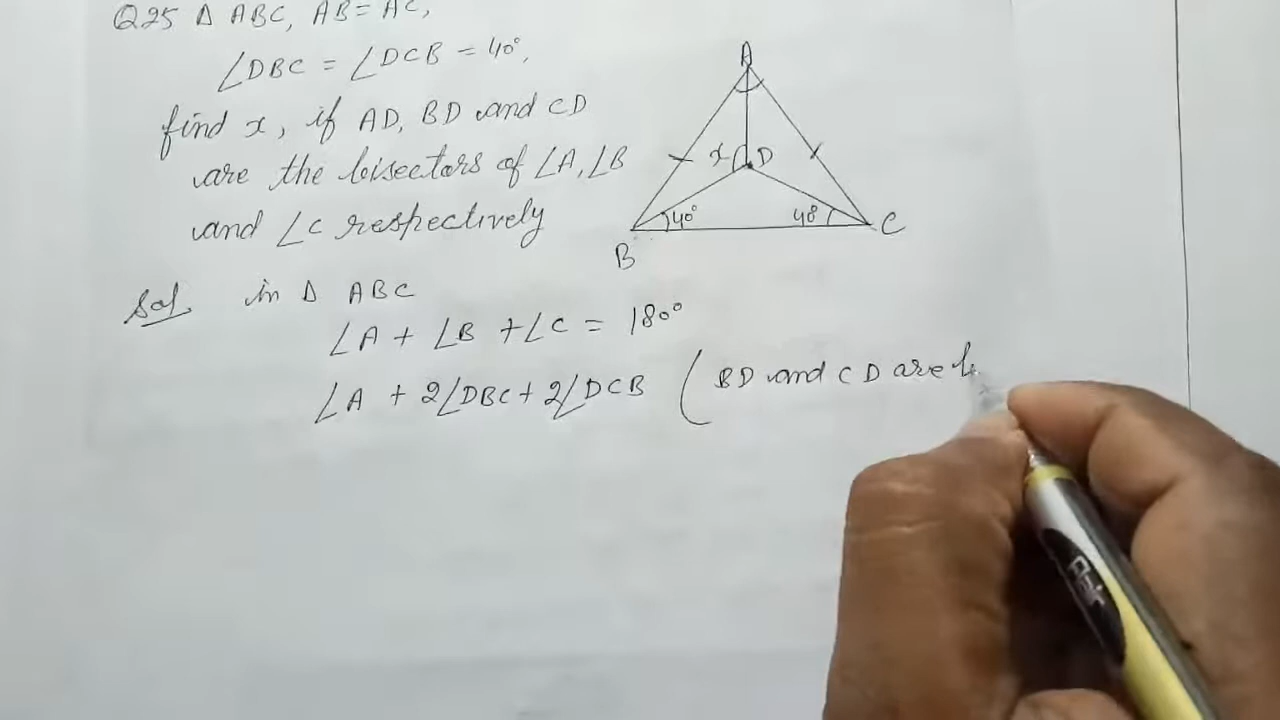 Q25 Δ ABC, AB = AC,
∠DBC = ∠DCB = 40°,
find x, if AD, BD and CD
are the bisectors of ∠A, ∠B
and ∠C respectively
A
x D
40° 40
B
C
Sol in Δ ABC
∠A + ∠B + ∠C = 180°
∠A + 2∠DBC + 2∠DCB ( BD and CD are b
Flair